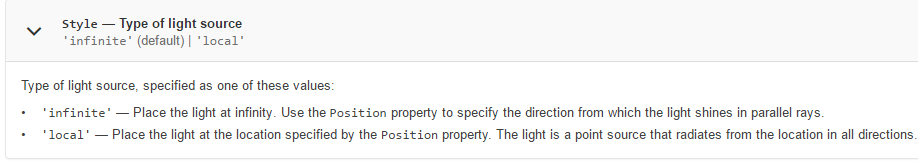 Style — Type of light source
'infinite' (default) | 'local'
Type of light source, specified as one of these values:
• 'infinite' — Place the light at infinity. Use the Position property to specify the direction from which the light shines in parallel rays.
• 'local' — Place the light at the location specified by the Position property. The light is a point source that radiates from the location in all directions.